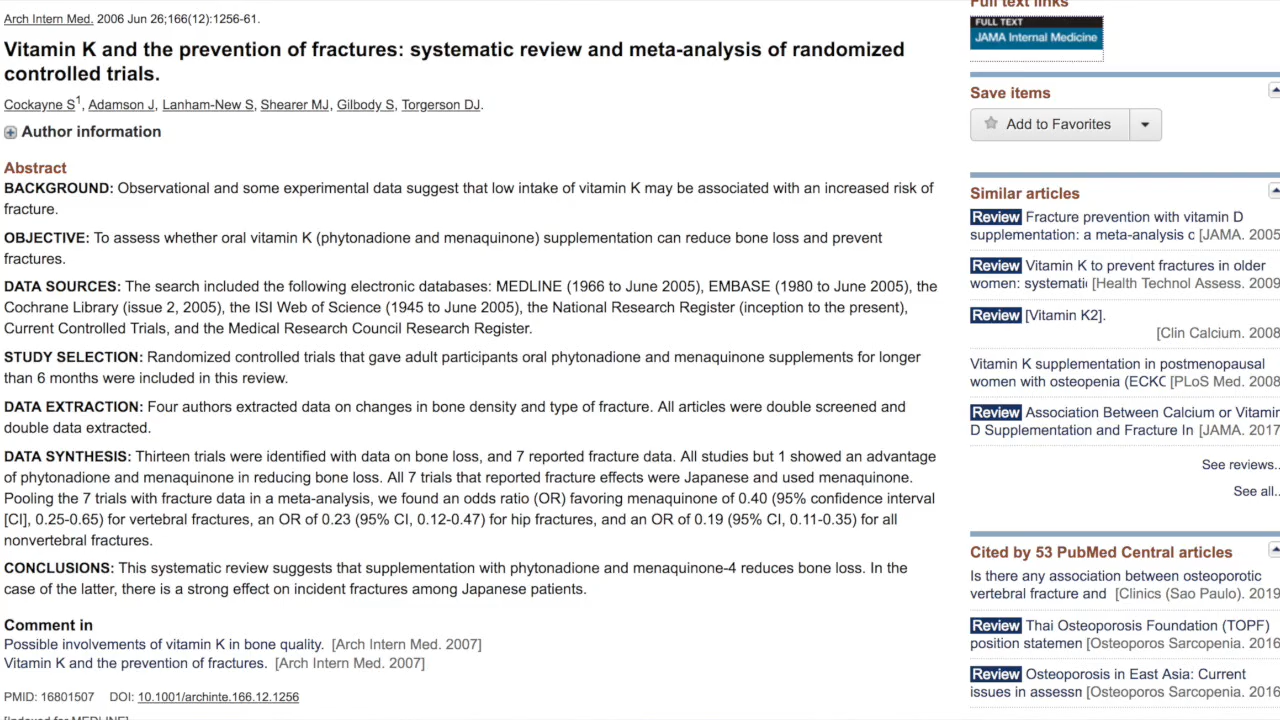 Arch Intern Med. 2006 Jun 26;166(12):1256-61.
Vitamin K and the prevention of fractures: systematic review and meta-analysis of randomized
controlled trials.
Cockayne S1, Adamson J, Lanham-New S, Shearer MJ, Gilbody S, Torgerson DJ.
Author information
Abstract
BACKGROUND: Observational and some experimental data suggest that low intake of vitamin K may be associated with an increased risk of
fracture.
OBJECTIVE: To assess whether oral vitamin K (phytonadione and menaquinone) supplementation can reduce bone loss and prevent
fractures.
DATA SOURCES: The search included the following electronic databases: MEDLINE (1966 to June 2005), EMBASE (1980 to June 2005), the
Cochrane Library (issue 2, 2005), the ISI Web of Science (1945 to June 2005), the National Research Register (inception to the present),
Current Controlled Trials, and the Medical Research Council Research Register.
STUDY SELECTION: Randomized controlled trials that gave adult participants oral phytonadione and menaquinone supplements for longer
than 6 months were included in this review.
DATA EXTRACTION: Four authors extracted data on changes in bone density and type of fracture. All articles were double screened and
double data extracted.
DATA SYNTHESIS: Thirteen trials were identified with data on bone loss, and 7 reported fracture data. All studies but 1 showed an advantage
of phytonadione and menaquinone in reducing bone loss. All 7 trials that reported fracture effects were Japanese and used menaquinone.
Pooling the 7 trials with fracture data in a meta-analysis, we found an odds ratio (OR) favoring menaquinone of 0.40 (95% confidence interval
[CI], 0.25-0.65) for vertebral fractures, an OR of 0.23 (95% CI, 0.12-0.47) for hip fractures, and an OR of 0.19 (95% CI, 0.11-0.35) for all
nonvertebral fractures.
CONCLUSIONS: This systematic review suggests that supplementation with phytonadione and menaquinone-4 reduces bone loss. In the
case of the latter, there is a strong effect on incident fractures among Japanese patients.
Comment in
Possible involvements of vitamin K in bone quality. [Arch Intern Med. 2007]
Vitamin K and the prevention of fractures. [Arch Intern Med. 2007]
PMID: 16801507 DOI: 10.1001/archinte.166.12.1256
[Indexed for MEDLINE]
Full text links
FULL TEXT
JAMA Internal Medicine
Save items
Add to Favorites
Similar articles
Review Fracture prevention with vitamin D
supplementation: a meta-analysis o [JAMA. 2005
Review Vitamin K to prevent fractures in older
women: systemati [Health Technol Assess. 2009
Review [Vitamin K2].
[Clin Calcium. 2008
Vitamin K supplementation in postmenopausal
women with osteopenia (ECKO [PLoS Med. 2008
Review Association Between Calcium or Vitamin
D Supplementation and Fracture In [JAMA. 2017
See reviews..
See all..
Cited by 53 PubMed Central articles
Is there any association between osteoporotic
vertebral fracture and [Clinics (Sao Paulo). 2019
Review Thai Osteoporosis Foundation (TOPF)
position statemen [Osteoporos Sarcopenia. 2016
Review Osteoporosis in East Asia: Current
issues in assessn [Osteoporos Sarcopenia. 2016